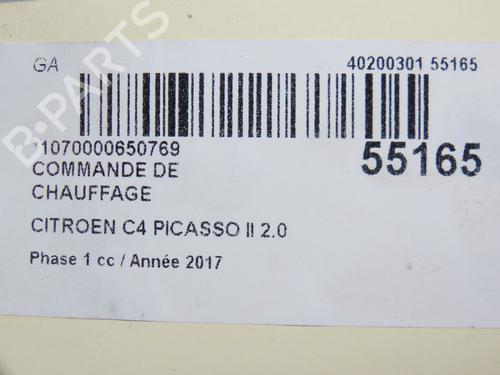 GA
40200301 55165
*1070000650769
55165
COMMANDE DE
CHAUFFAGE
CITROEN C4 PICASSO II 2.0
Phase 1 cc / Année 2017
B-PARTS